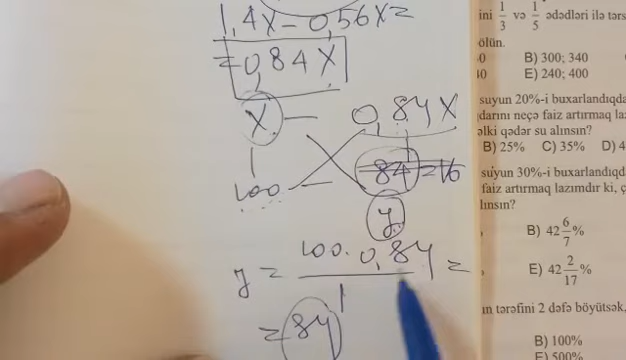 1,4x - 0,56x =
= 0,84x
x — 0,84x
100 — 84 = 16
y
y = 100. 0,84 / 1 =
= 84
ini 1/3 və 1/5 ədədləri ilə tərs
ölün.
0 B) 300; 340
40 E) 240; 400
suyun 20%-i buxarlandıqda
darını neçə faiz artırmaq la
əlki qədər su alınsın?
B) 25% C) 35% D) 4
suyun 30%-i buxarlandıqd
faiz artırmaq lazımdır ki, ç
lınsın?
B) 42 6/7 %
E) 42 2/17 %
ın tərəfini 2 dəfə böyütsək,
B) 100%
E) 500%